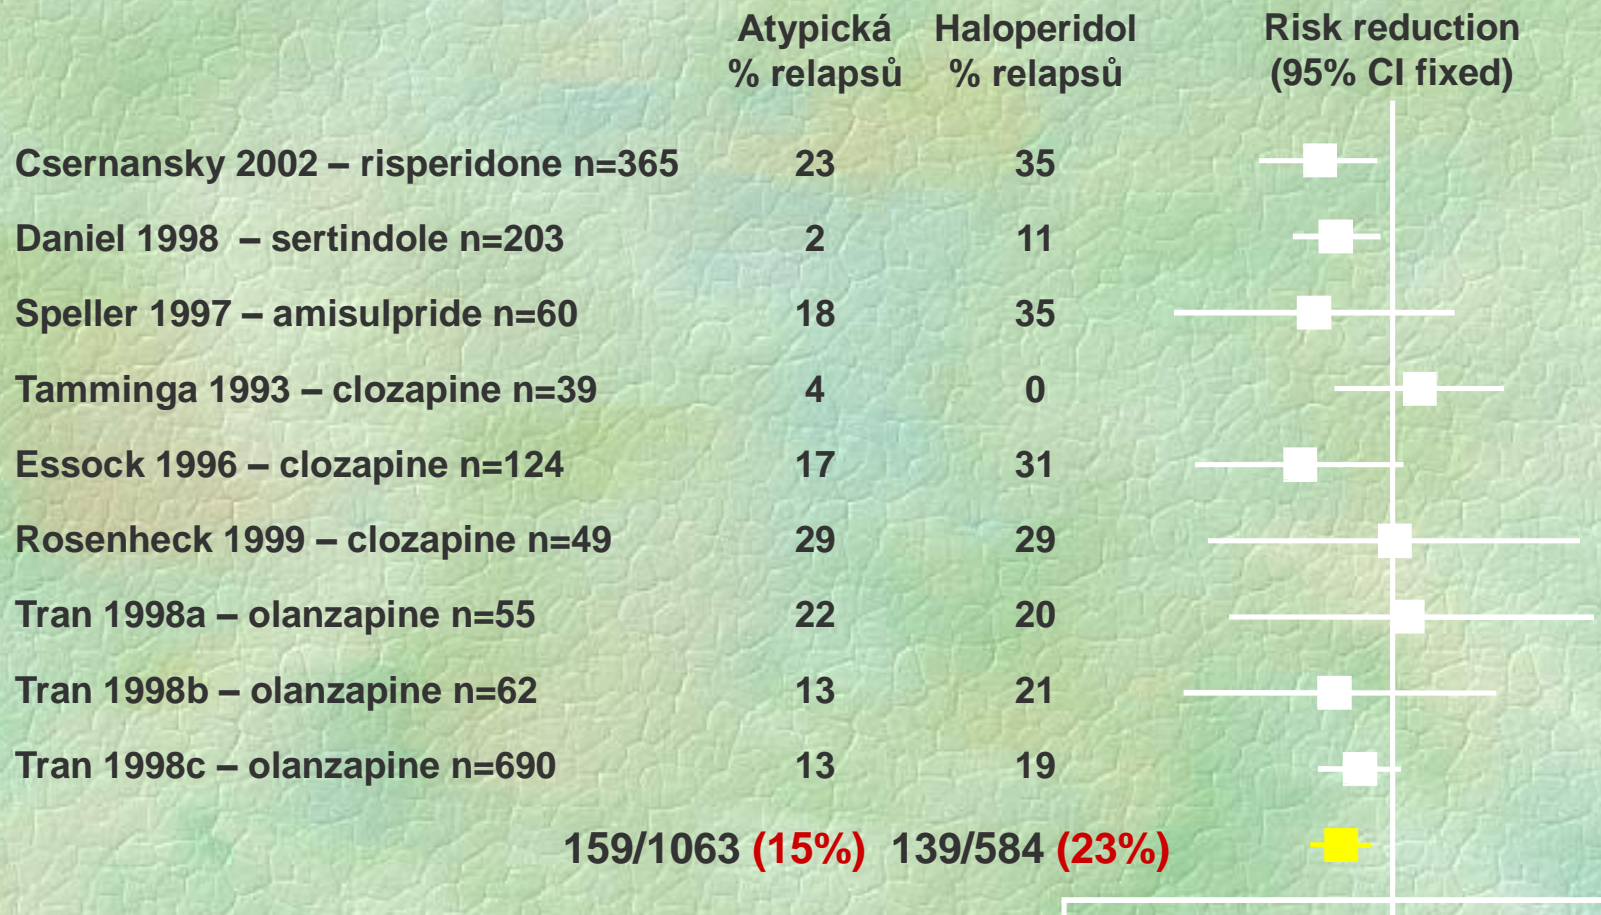 Atypická Haloperidol Risk reduction
% relapsů % relapsů (95% CI fixed)
Csernansky 2002 – risperidone n=365 23 35
Daniel 1998 – sertindole n=203 2 11
Speller 1997 – amisulpride n=60 18 35
Tamminga 1993 – clozapine n=39 4 0
Essock 1996 – clozapine n=124 17 31
Rosenheck 1999 – clozapine n=49 29 29
Tran 1998a – olanzapine n=55 22 20
Tran 1998b – olanzapine n=62 13 21
Tran 1998c – olanzapine n=690 13 19
159/1063 (15%) 139/584 (23%)